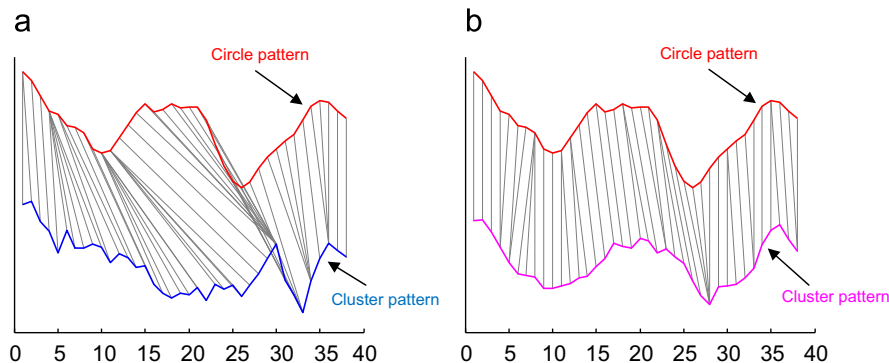 a
Circle pattern
Cluster pattern
0 5 10 15 20 25 30 35 40
b
Circle pattern
Cluster pattern
0 5 10 15 20 25 30 35 40